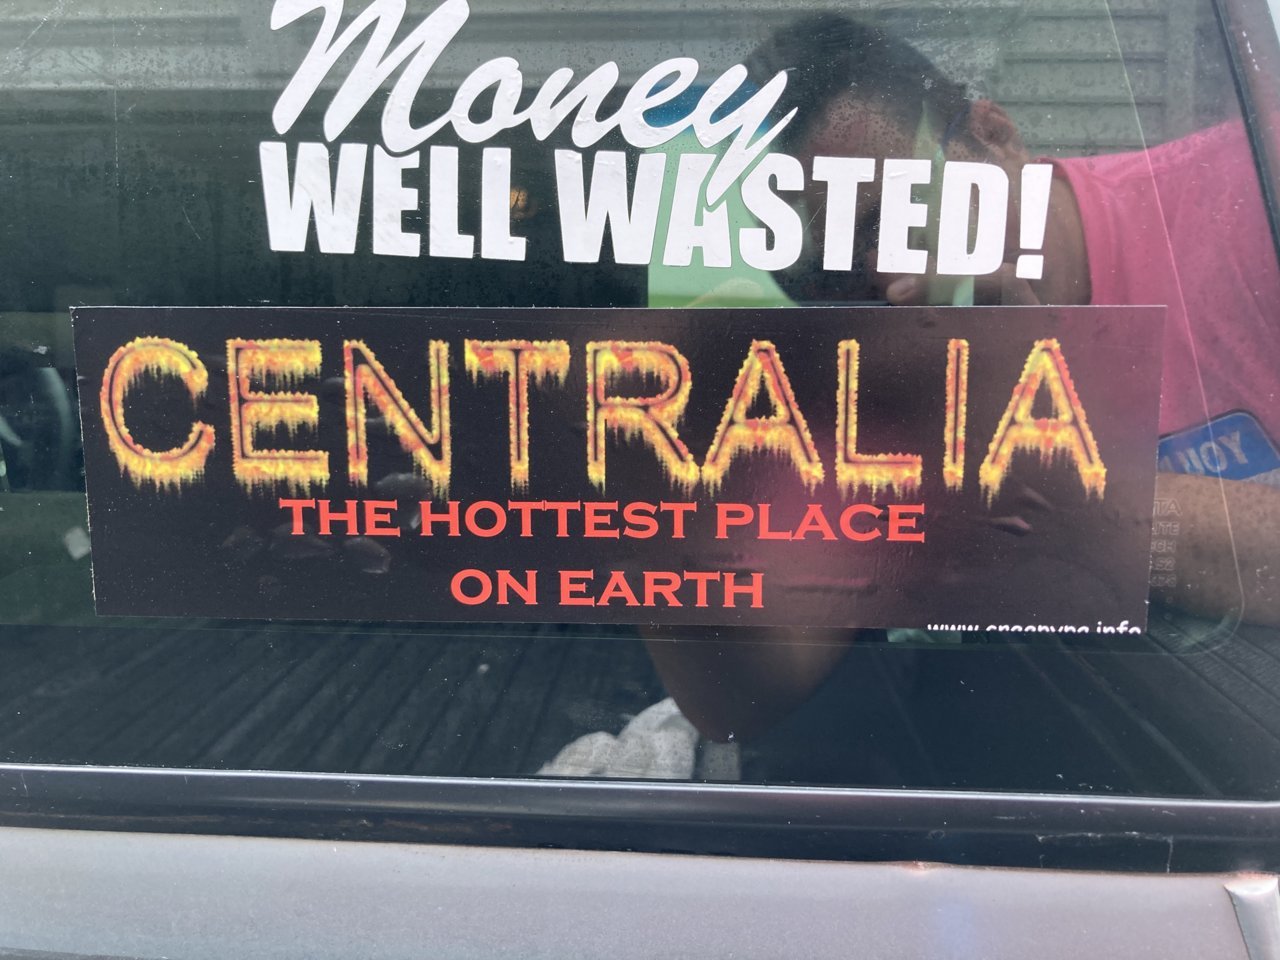 Money
WELL WASTED!
CENTRALIA
THE HOTTEST PLACE
ON EARTH